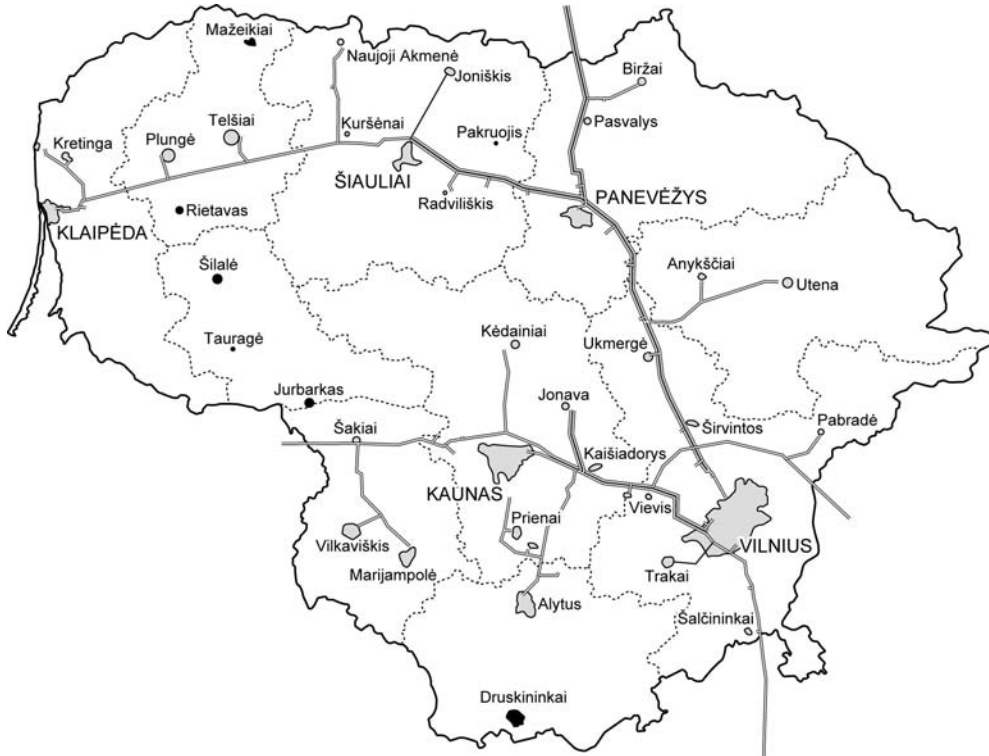 Mažeikiai
Naujoji Akmenė
Joniškis
Biržai
Kretinga
Plungė
Telšiai
Kuršėnai
Pakruojis
Pasvalys
ŠIAULIAI
Radviliškis
PANEVĖŽYS
Rietavas
KLAIPĖDA
Šilalė
Anykščiai
Utena
Tauragė
Kėdainiai
Ukmergė
Jurbarkas
Jonava
Šakiai
Širvintos
Pabradė
Kaišiadorys
KAUNAS
Vievis
Prienai
Vilkaviškis
VILNIUS
Marijampolė
Trakai
Alytus
Šalčininkai
Druskininkai